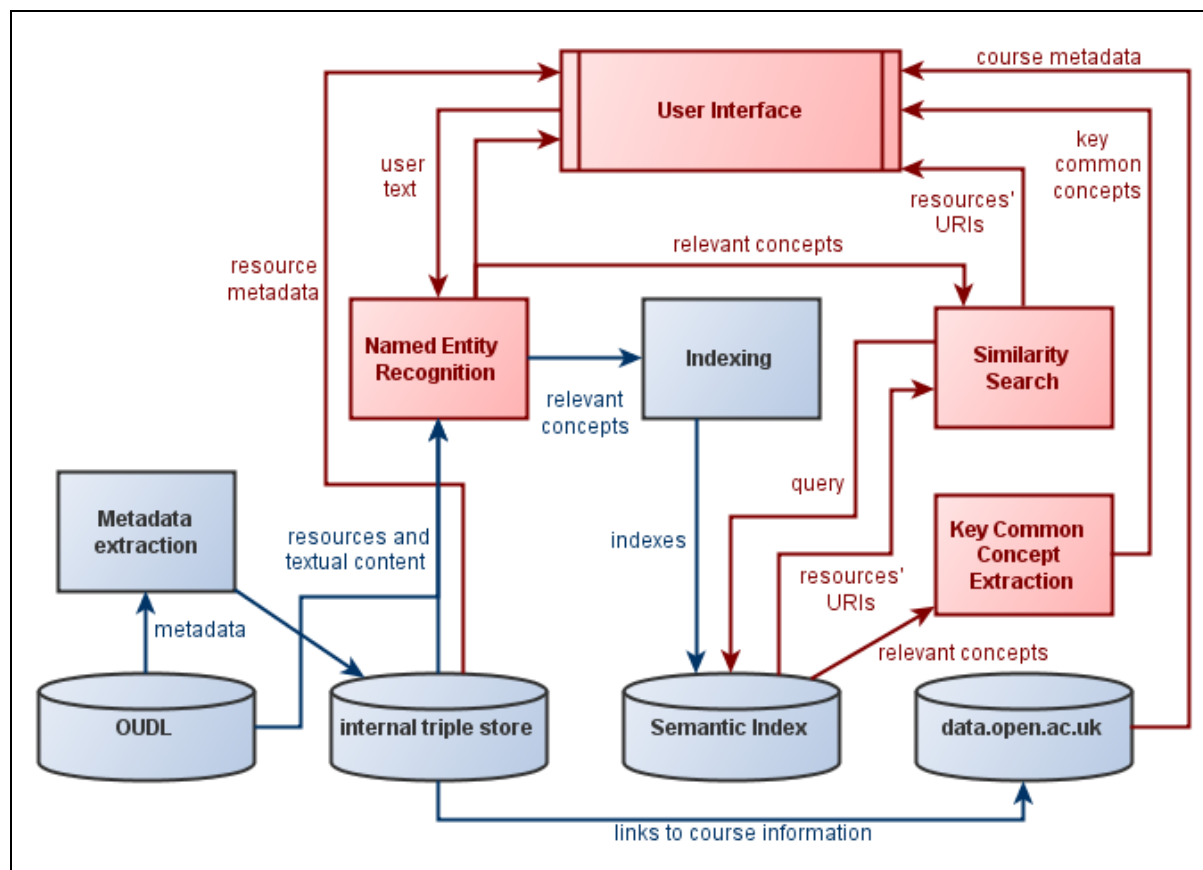 course metadata
User Interface
user
text
key
common
concepts
resources'
URIs
relevant concepts
resource
metadata
Named Entity
Recognition
Indexing
Similarity
Search
relevant
concepts
query
Metadata
extraction
resources and
textual content
indexes
Key Common
Concept
Extraction
resources'
URIs
metadata
relevant concepts
OUDL
internal triple store
Semantic Index
data.open.ac.uk
links to course information